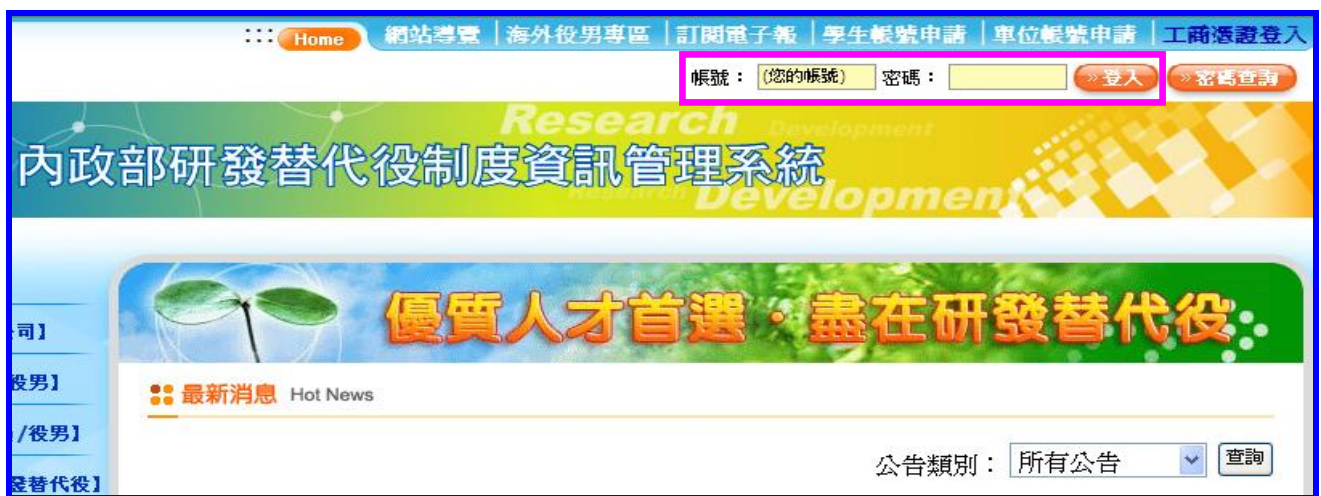 Home 網站導覽 | 海外役男專區 | 訂閱電子報 | 學生帳號申請 | 單位帳號申請 | 工商憑證登入
帳號： (您的帳號) 密碼： »登入 »密碼查詢
Research Development
內政部研發替代役制度資訊管理系統
Research Development
優質人才首選・盡在研發替代役
司】
役男】
最新消息 Hot News
/役男】
公告類別： 所有公告 查詢
發替代役】